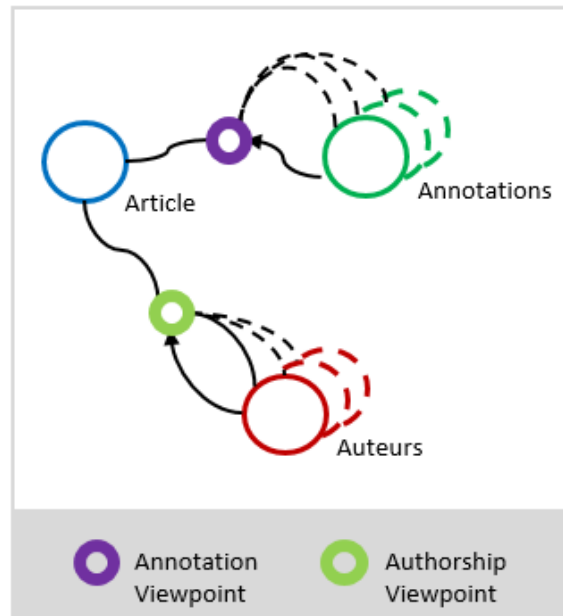 Annotations
Article
Auteurs
Annotation
Viewpoint
Authorship
Viewpoint